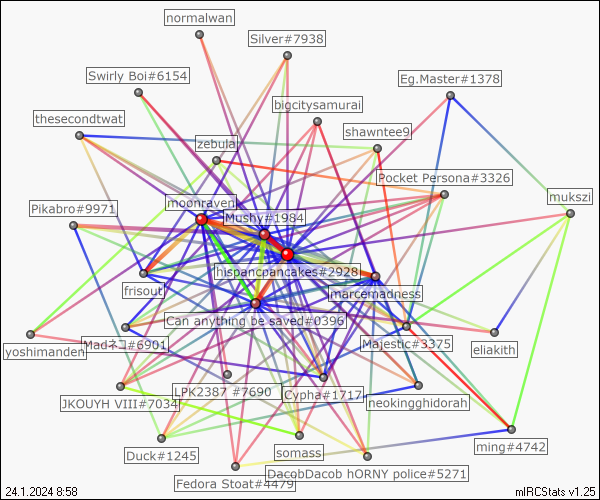 normalwan
Silver#7938
Swirly Boi#6154
Eg.Master#1378
bigcitysamurai
thesecondtwat
shawntee9
zebula
Pocket Persona#3326
mukszi
moonraven
Pikabro#9971
Mushy#1984
hispancpancakes#2928
frisout
marcemadness
Can anything be saved#0396
Madネコ#6901
Majestic#3375
yoshimanden
eliakith
LPK2387 #7690
Cypha#1717
neokingghidorah
JKOUYH VIII#7034
ming#4742
Duck#1245
somass
DacobDacob hORNY police#5271
Fedora Stoat#4479
24.1.2024 8:58
mIRCStats v1.25